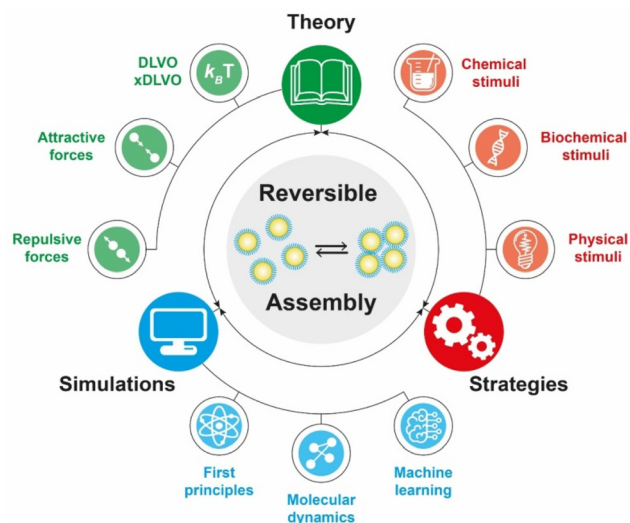 Theory
DLVO
xDLVO
k_BT
Chemical
stimuli
Attractive
forces
Biochemical
stimuli
Reversible
Repulsive
forces
Physical
stimuli
Assembly
Simulations
Strategies
First
principles
Molecular
dynamics
Machine
learning